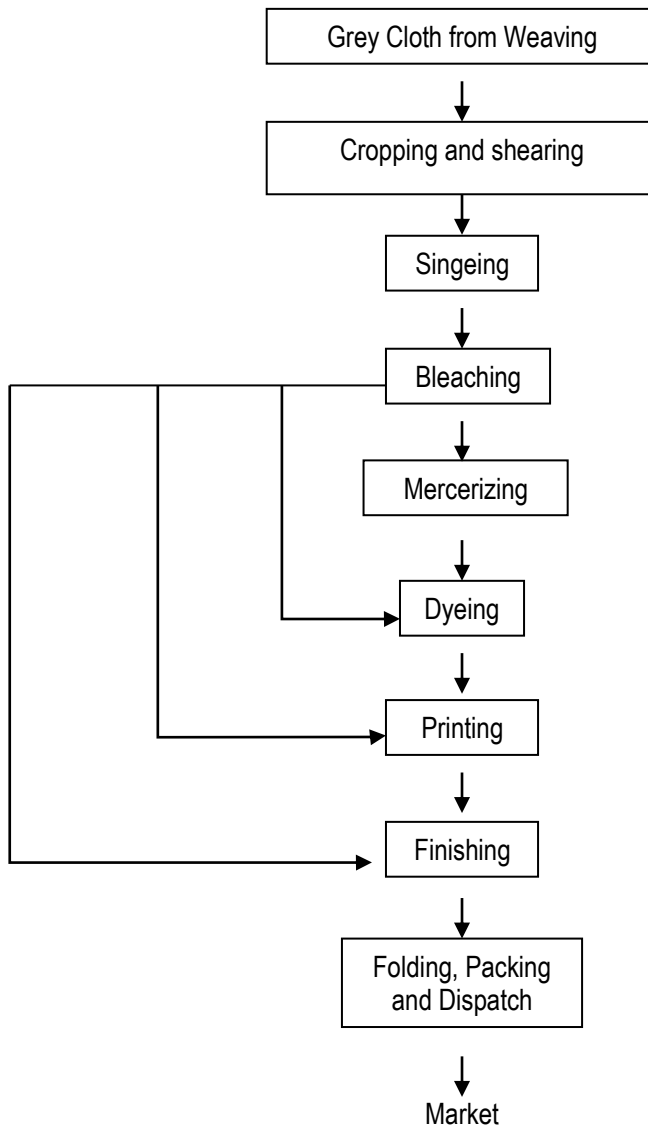 Grey Cloth from Weaving
Cropping and shearing
Singeing
Bleaching
Mercerizing
Dyeing
Printing
Finishing
Folding, Packing
and Dispatch
Market